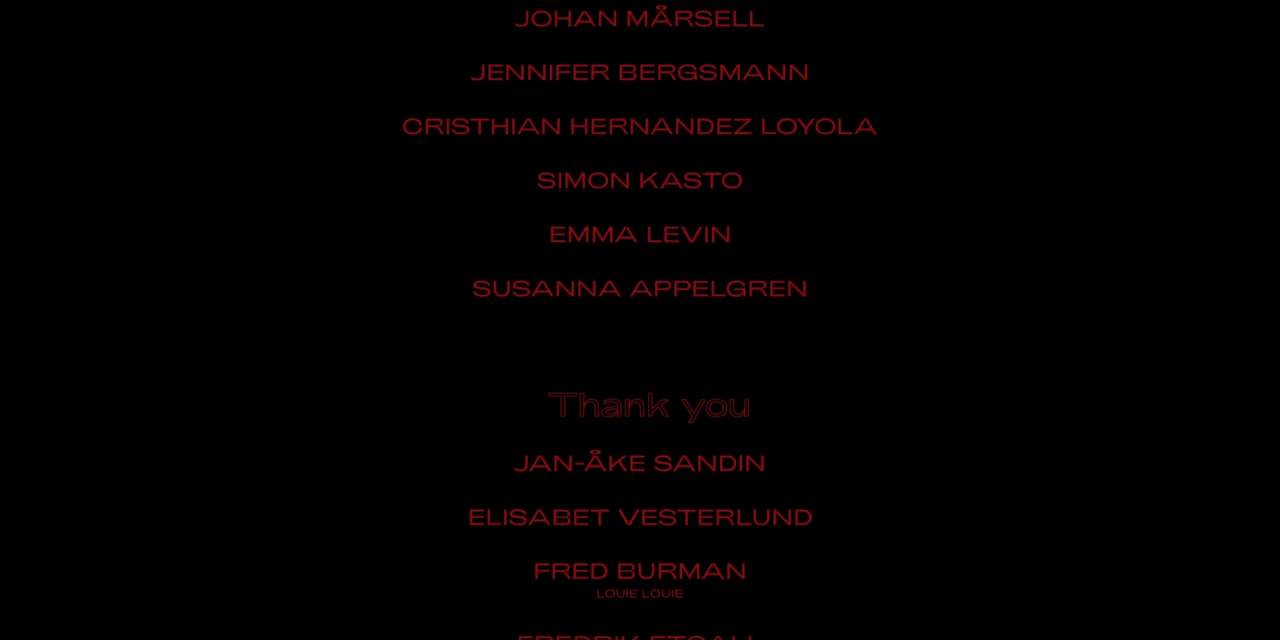 JOHAN MÅRSELL
JENNIFER BERGSMANN
CRISTHIAN HERNANDEZ LOYOLA
SIMON KASTO
EMMA LEVIN
SUSANNA APPELGREN
Thank you
JAN-ÅKE SANDIN
ELISABET VESTERLUND
FRED BURMAN
LOUIE LOUIE
FREDRIK